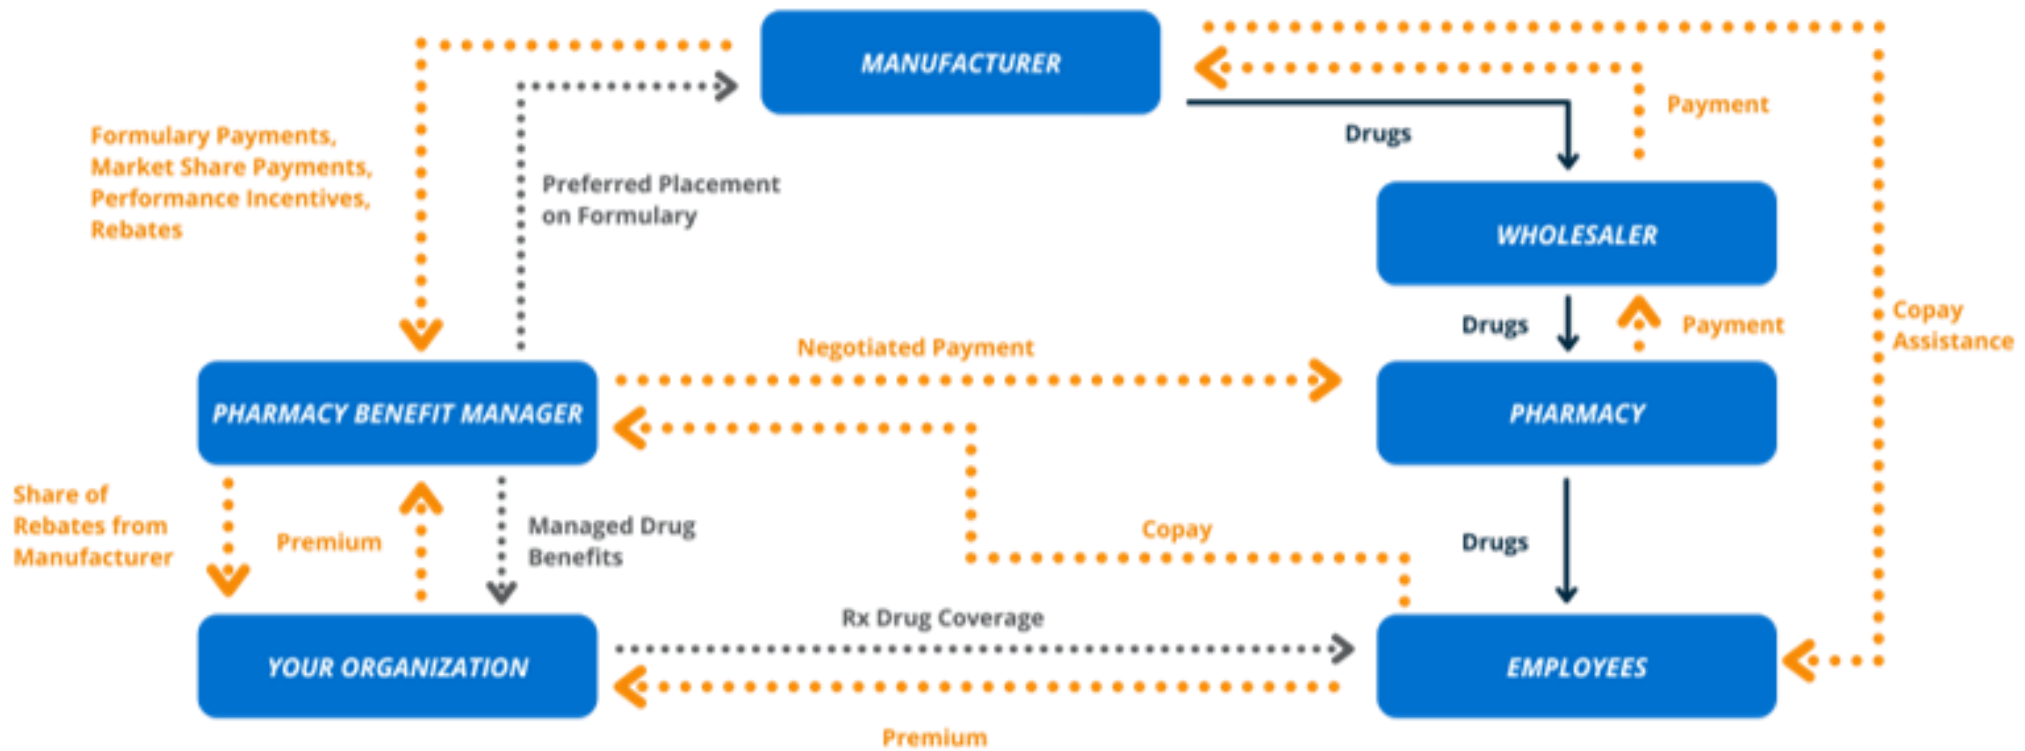 MANUFACTURER
Payment
Drugs
Formulary Payments,
Market Share Payments,
Performance Incentives,
Rebates
Preferred Placement
on Formulary
WHOLESALER
Copay
Assistance
Drugs
Payment
Negotiated Payment
PHARMACY BENEFIT MANAGER
PHARMACY
Share of
Rebates from
Manufacturer
Premium
Managed Drug
Benefits
Copay
Drugs
Rx Drug Coverage
YOUR ORGANIZATION
EMPLOYEES
Premium